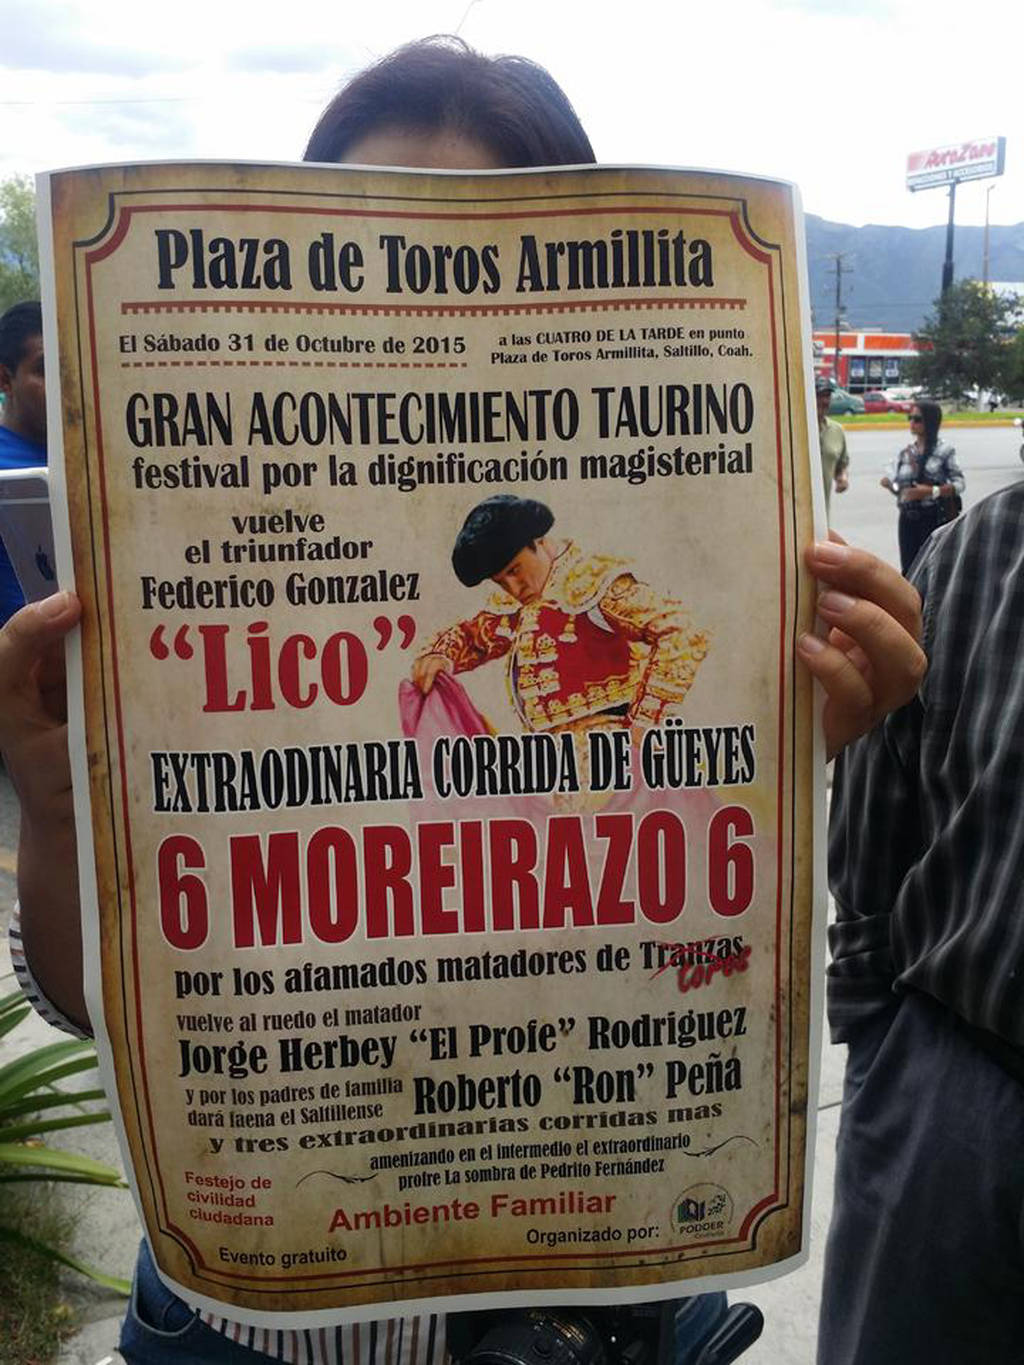 AutoZone
REFACCIONES Y ACCESORIOS
Plaza de Toros Armillita
El Sábado 31 de Octubre de 2015
a las CUATRO DE LA TARDE en punto
Plaza de Toros Armillita, Saltillo, Coah.
GRAN ACONTECIMIENTO TAURINO
festival por la dignificación magisterial
vuelve
el triunfador
Federico Gonzalez
“Lico”
EXTRAODINARIA CORRIDA DE GÜEYES
6 MOREIRAZO 6
por los afamados matadores de Tranzas
toros
vuelve al ruedo el matador
Jorge Herbey “El Profe” Rodriguez
y por los padres de familia
dará faena el Saltillense
Roberto “Ron” Peña
y tres extraordinarias corridas mas
amenizando en el intermedio el extraordinario
profre La sombra de Pedrito Fernández
Festejo de
civilidad
ciudadana
Ambiente Familiar
Evento gratuito
Organizado por:
PODDER